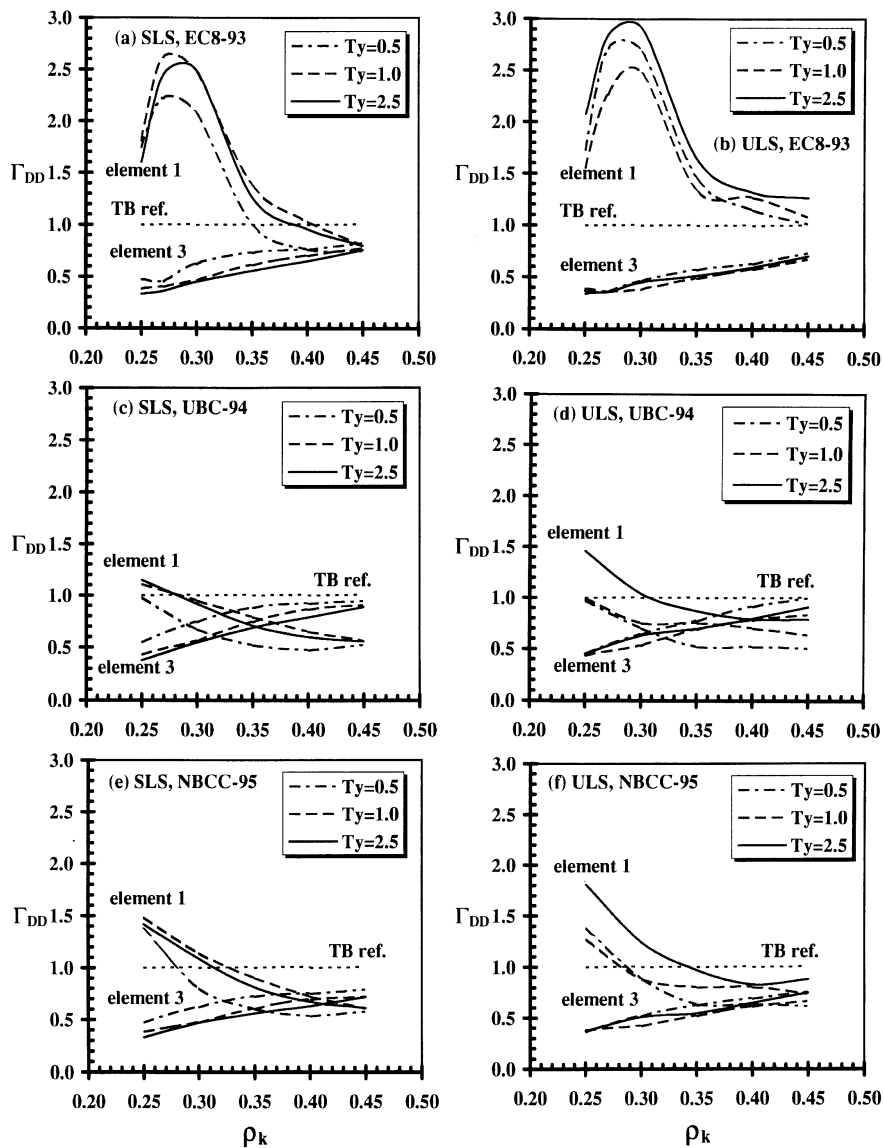 (a) SLS, EC8-93
Ty=0.5
Ty=1.0
Ty=2.5
3.0
2.5
2.0
1.5
1.0
0.5
0.0
ΓDD
element 1
TB ref.
element 3
0.20 0.25 0.30 0.35 0.40 0.45 0.50
Ty=0.5
Ty=1.0
Ty=2.5
(b) ULS, EC8-93
3.0
2.5
2.0
1.5
1.0
0.5
0.0
ΓDD
element 1
TB ref.
element 3
0.20 0.25 0.30 0.35 0.40 0.45 0.50
(c) SLS, UBC-94
Ty=0.5
Ty=1.0
Ty=2.5
3.0
2.5
2.0
1.5
1.0
0.5
0.0
ΓDD
element 1
TB ref.
element 3
0.20 0.25 0.30 0.35 0.40 0.45 0.50
(d) ULS, UBC-94
Ty=0.5
Ty=1.0
Ty=2.5
3.0
2.5
2.0
1.5
1.0
0.5
0.0
ΓDD
element 1
TB ref.
element 3
0.20 0.25 0.30 0.35 0.40 0.45 0.50
(e) SLS, NBCC-95
Ty=0.5
Ty=1.0
Ty=2.5
3.0
2.5
2.0
1.5
1.0
0.5
0.0
ΓDD
element 1
TB ref.
element 3
0.20 0.25 0.30 0.35 0.40 0.45 0.50
ρk
(f) ULS, NBCC-95
Ty=0.5
Ty=1.0
Ty=2.5
3.0
2.5
2.0
1.5
1.0
0.5
0.0
ΓDD
element 1
TB ref.
element 3
0.20 0.25 0.30 0.35 0.40 0.45 0.50
ρk